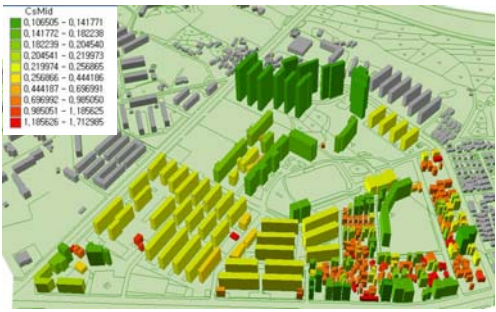 CsMid
0,106505 - 0,141771
0,141772 - 0,182238
0,182239 - 0,204540
0,204541 - 0,219973
0,219974 - 0,256865
0,256866 - 0,444186
0,444187 - 0,696991
0,696992 - 0,985050
0,985051 - 1,185625
1,185626 - 1,712985